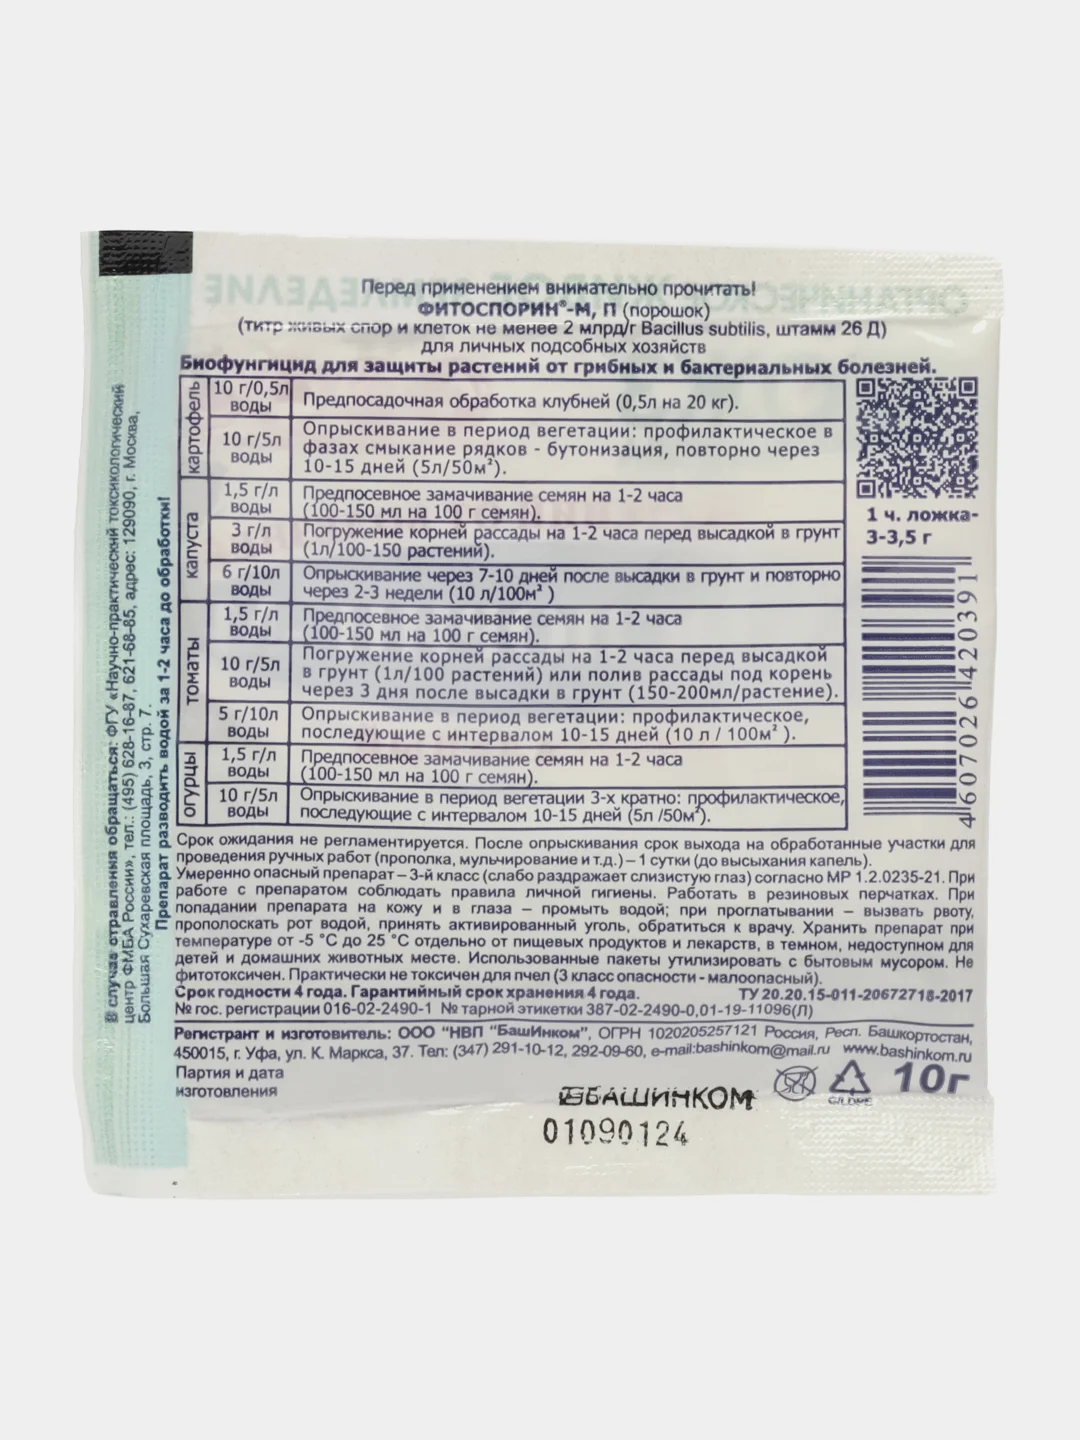 Перед применением внимательно прочитать!
ФИТОСПОРИН®-М, П (порошок)
(титр живых спор и клеток не менее 2 млрд/г Bacillus subtilis, штамм 26 Д)
для личных подсобных хозяйств
Биофунгицид для защиты растений от грибных и бактериальных болезней.
картофель
10 г/0,5л
воды
Предпосадочная обработка клубней (0,5л на 20 кг).
10 г/5л
воды
Опрыскивание в период вегетации: профилактическое в
фазах смыкание рядков - бутонизация, повторно через
10-15 дней (5л/50м²).
капуста
1,5 г/л
воды
Предпосевное замачивание семян на 1-2 часа
(100-150 мл на 100 г семян).
3 г/л
воды
Погружение корней рассады на 1-2 часа перед высадкой в грунт
(1л/100-150 растений).
6 г/10л
воды
Опрыскивание через 7-10 дней после высадки в грунт и повторно
через 2-3 недели (10 л/100м² )
томаты
1,5 г/л
воды
Предпосевное замачивание семян на 1-2 часа
(100-150 мл на 100 г семян).
10 г/5л
воды
Погружение корней рассады на 1-2 часа перед высадкой
в грунт (1л/100 растений) или полив рассады под корень
через 3 дня после высадки в грунт (150-200мл/растение).
5 г/10л
воды
Опрыскивание в период вегетации: профилактическое,
последующие с интервалом 10-15 дней (10 л / 100м² ).
огурцы
1,5 г/л
воды
Предпосевное замачивание семян на 1-2 часа
(100-150 мл на 100 г семян).
10 г/5л
воды
Опрыскивание в период вегетации 3-х кратно: профилактическое,
последующие с интервалом 10-15 дней (5л /50м²).
1 ч. ложка-
3-3,5 г
4607026420391
Срок ожидания не регламентируется. После опрыскивания срок выхода на обработанные участки для
проведения ручных работ (прополка, мульчирование и т.д.) – 1 сутки (до высыхания капель).
Умеренно опасный препарат – 3-й класс (слабо раздражает слизистую глаз) согласно МР 1.2.0235-21. При
работе с препаратом соблюдать правила личной гигиены. Работать в резиновых перчатках. При
попадании препарата на кожу и в глаза – промыть водой; при проглатывании – вызвать рвоту,
прополоскать рот водой, принять активированный уголь, обратиться к врачу. Хранить препарат при
температуре от -5 °С до 25 °С отдельно от пищевых продуктов и лекарств, в темном, недоступном для
детей и домашних животных месте. Использованные пакеты утилизировать с бытовым мусором. Не
фитотоксичен. Практически не токсичен для пчел (3 класс опасности - малоопасный).
Срок годности 4 года. Гарантийный срок хранения 4 года. ТУ 20.20.15-011-20672718-2017
№ гос. регистрации 016-02-2490-1 № тарной этикетки 387-02-2490-0,01-19-11096(Л)
Регистрант и изготовитель: ООО "НВП "БашИнком", ОГРН 1020205257121 Россия, Респ. Башкортостан,
450015, г. Уфа, ул. К. Маркса, 37. Тел: (347) 291-10-12, 292-09-60, e-mail:bashinkom@mail.ru www.bashinkom.ru
Партия и дата
изготовления
БАШИНКОМ
01090124
10г
В случае отравления обращаться: ФГУ «Научно-практический токсикологический
центр ФМБА России», тел.: (495) 628-16-87, 621-68-85, адрес: 129090, г. Москва,
Большая Сухаревская площадь, 3, стр. 7.
Препарат разводить водой за 1-2 часа до обработки!